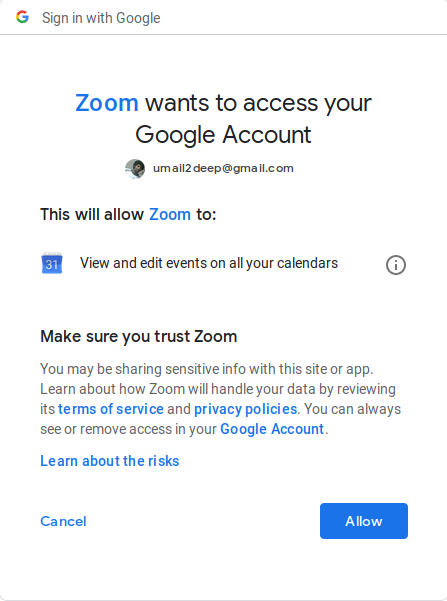 Sign in with Google
Zoom wants to access your
Google Account
umail2deep@gmail.com
This will allow Zoom to:
31
View and edit events on all your calendars
Make sure you trust Zoom
You may be sharing sensitive info with this site or app.
Learn about how Zoom will handle your data by reviewing
its terms of service and privacy policies. You can always
see or remove access in your Google Account.
Learn about the risks
Cancel
Allow